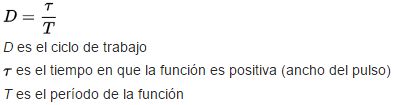 D = τ/T
D es el ciclo de trabajo
τ es el tiempo en que la función es positiva (ancho del pulso)
T es el período de la función